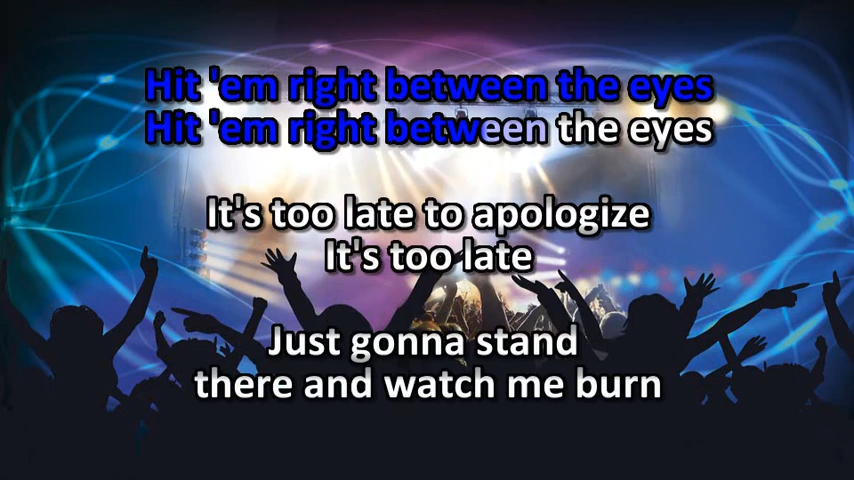 Hit 'em right between the eyes
Hit 'em right between the eyes
It's too late to apologize
It's too late
Just gonna stand
there and watch me burn